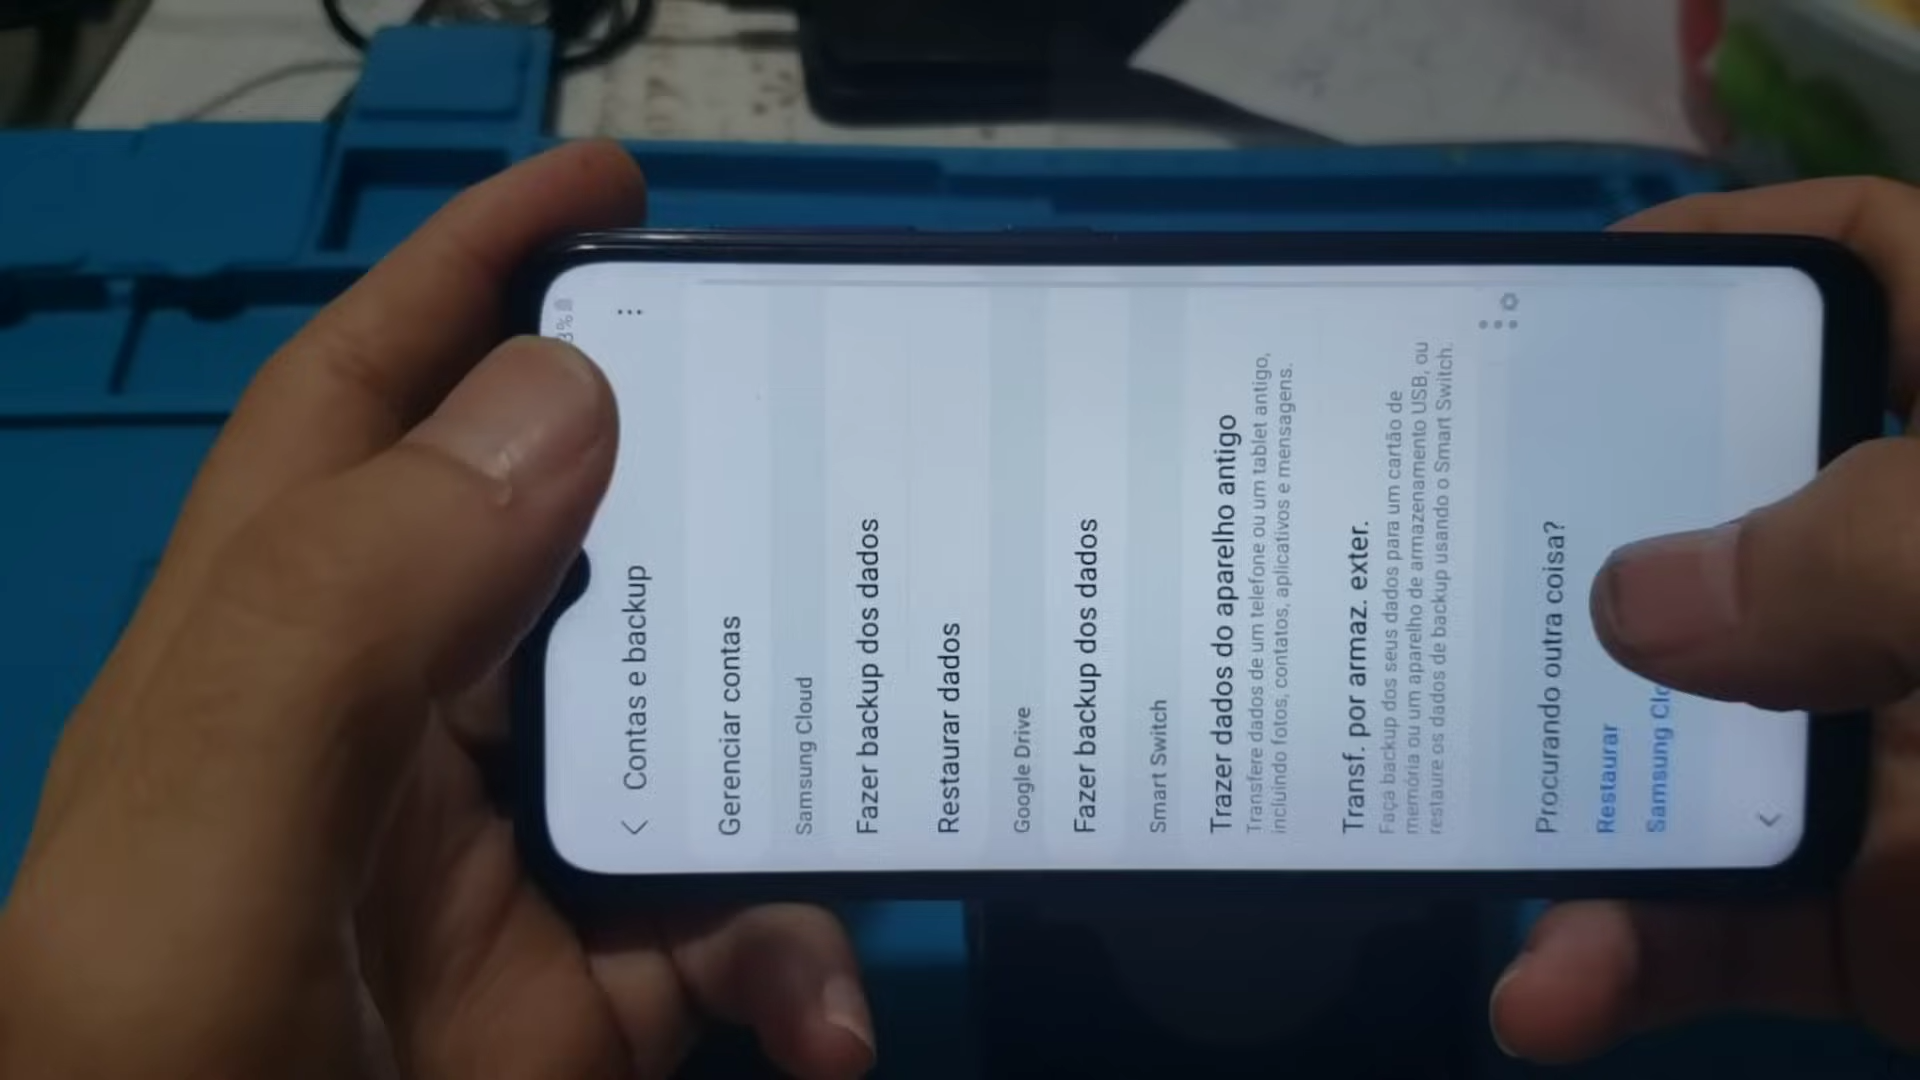 Contas e backup
Gerenciar contas
Samsung Cloud
Fazer backup dos dados
Restaurar dados
Google Drive
Fazer backup dos dados
Smart Switch
Trazer dados do aparelho antigo
Transfere dados de um telefone ou um tablet antigo,
incluindo fotos, contatos, aplicativos e mensagens.
Transf. por armaz. exter.
Faça backup dos seus dados para um cartão de
memória ou um aparelho de armazenamento USB, ou
restaure os dados de backup usando o Smart Switch.
Procurando outra coisa?
Restaurar
Samsung